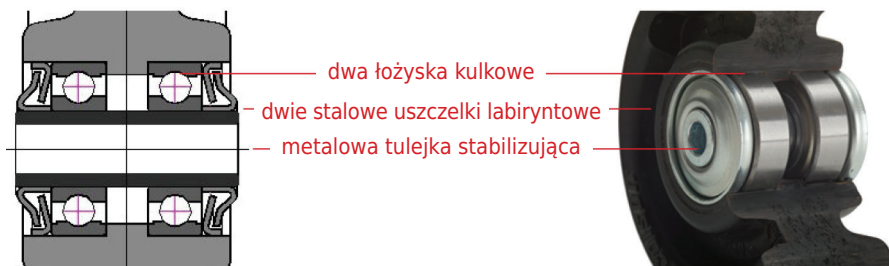 dwa łożyska kulkowe
dwie stalowe uszczelki labiryntowe
metalowa tulejka stabilizująca